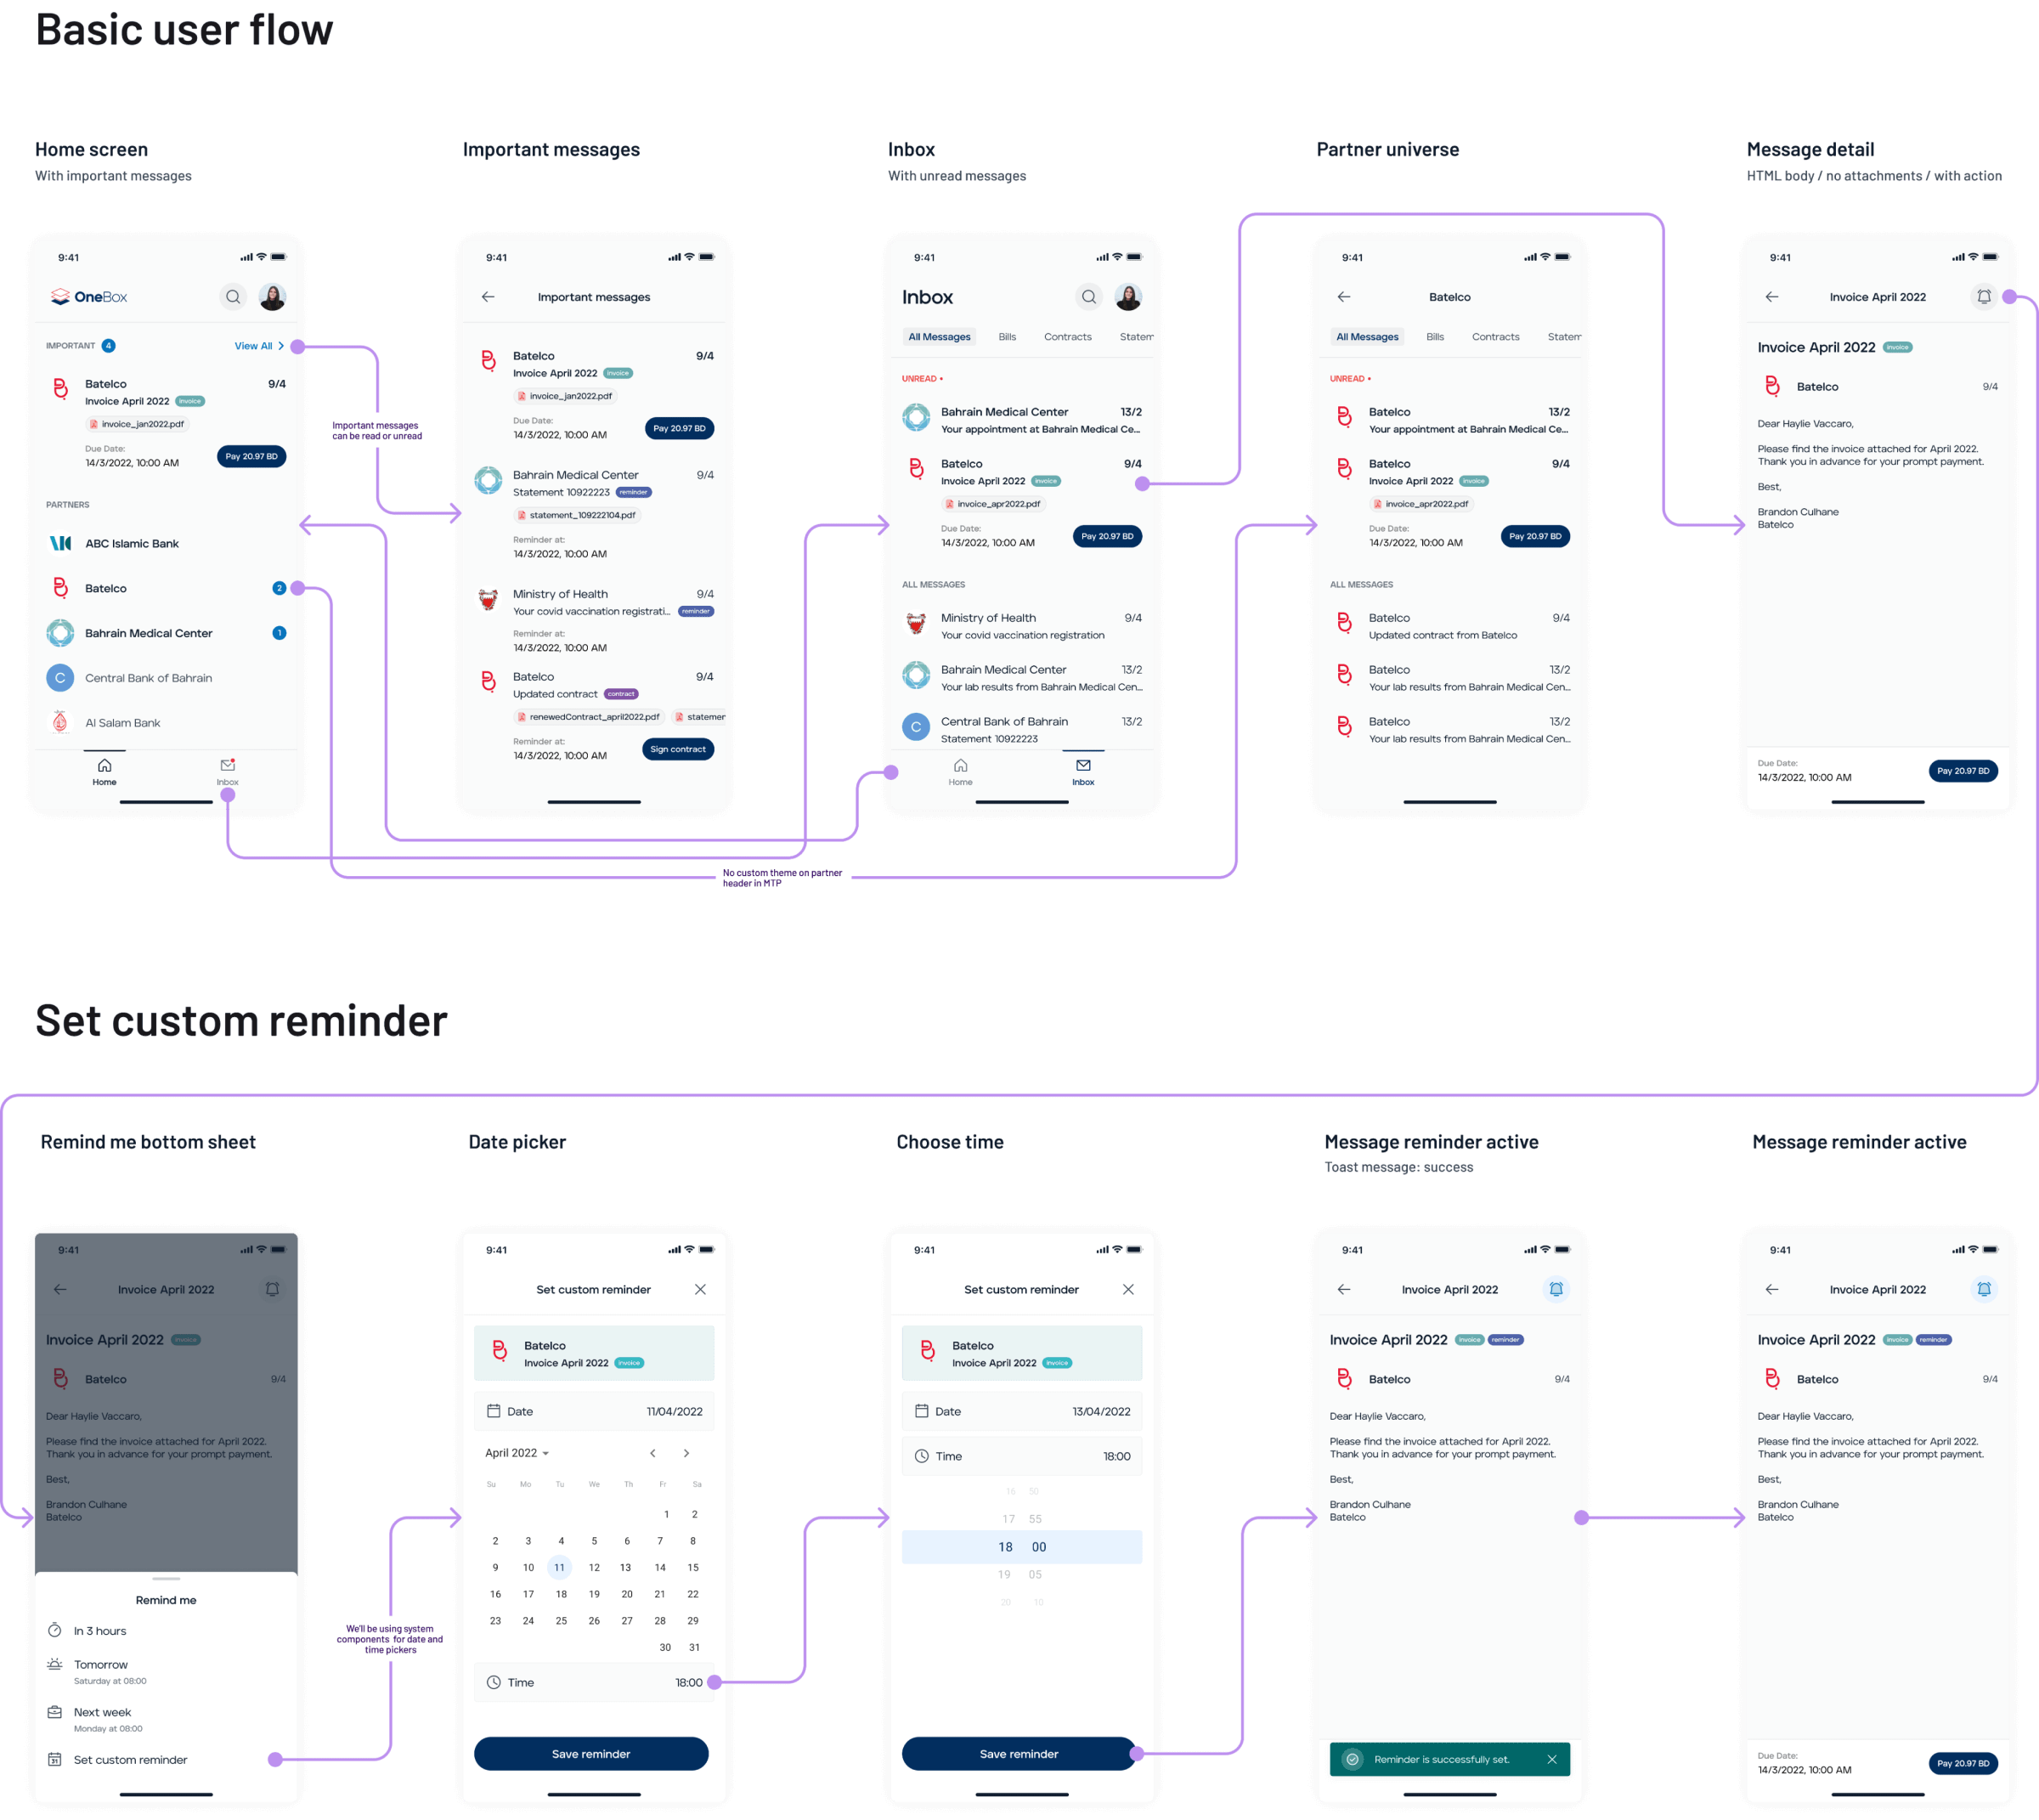 Basic user flow
Home screen
With important messages
9:41
OneBox
IMPORTANT 4
View All
Batelco 9/4
Invoice April 2022 invoice
invoice_jan2022.pdf
Due Date:
14/3/2022, 10:00 AM
Pay 20.97 BD
PARTNERS
ABC Islamic Bank
Batelco 2
Bahrain Medical Center 1
C Central Bank of Bahrain
Al Salam Bank
Home Inbox
Important messages
can be read or unread
Important messages
9:41
Important messages
Batelco 9/4
Invoice April 2022 invoice
invoice_jan2022.pdf
Due Date:
14/3/2022, 10:00 AM
Pay 20.97 BD
Bahrain Medical Center 9/4
Statement 10922223 reminder
statement_109222104.pdf
Reminder at:
14/3/2022, 10:00 AM
Ministry of Health 9/4
Your covid vaccination registrati... reminder
Reminder at:
14/3/2022, 10:00 AM
Batelco 9/4
Updated contract contract
renewedContract_april2022.pdf statemer
Reminder at:
14/3/2022, 10:00 AM
Sign contract
Inbox
With unread messages
9:41
Inbox
All Messages Bills Contracts Statem
UNREAD •
Bahrain Medical Center 13/2
Your appointment at Bahrain Medical Ce...
Batelco 9/4
Invoice April 2022 invoice
invoice_apr2022.pdf
Due Date:
14/3/2022, 10:00 AM
Pay 20.97 BD
ALL MESSAGES
Ministry of Health 9/4
Your covid vaccination registration
Bahrain Medical Center 13/2
Your lab results from Bahrain Medical Cen...
C Central Bank of Bahrain 13/2
Statement 10922223
Home Inbox
No custom theme on partner
header in MTP
Partner universe
9:41
Batelco
All Messages Bills Contracts Statem
UNREAD •
Batelco 13/2
Your appointment at Bahrain Medical Ce...
Batelco 9/4
Invoice April 2022 invoice
invoice_apr2022.pdf
Due Date:
14/3/2022, 10:00 AM
Pay 20.97 BD
ALL MESSAGES
Batelco 9/4
Updated contract from Batelco
Batelco 13/2
Your lab results from Bahrain Medical Cen...
Batelco 13/2
Your lab results from Bahrain Medical Cen...
Message detail
HTML body / no attachments / with action
9:41
Invoice April 2022
Invoice April 2022 invoice
Batelco 9/4
Dear Haylie Vaccaro,
Please find the invoice attached for April 2022.
Thank you in advance for your prompt payment.
Best,
Brandon Culhane
Batelco
Due Date:
14/3/2022, 10:00 AM
Pay 20.97 BD
Set custom reminder
Remind me bottom sheet
9:41
Invoice April 2022
Invoice April 2022 invoice
Batelco 9/4
Dear Haylie Vaccaro,
Please find the invoice attached for April 2022.
Thank you in advance for your prompt payment.
Best,
Brandon Culhane
Batelco
Remind me
In 3 hours
Tomorrow
Saturday at 08:00
Next week
Monday at 08:00
31 Set custom reminder
We'll be using system
components for date and
time pickers
Date picker
9:41
Set custom reminder
Batelco
Invoice April 2022 invoice
Date 11/04/2022
April 2022
Su Mo Tu We Th Fr Sa
1 2
2 3 4 5 6 7 8
9 10 11 12 13 14 15
16 17 18 19 20 21 22
23 24 25 26 27 28 29
30 31
Time 18:00
Save reminder
Choose time
9:41
Set custom reminder
Batelco
Invoice April 2022 invoice
Date 13/04/2022
Time 18:00
16 50
17 55
18 00
19 05
20 10
Save reminder
Message reminder active
Toast message: success
9:41
Invoice April 2022
Invoice April 2022 invoice reminder
Batelco 9/4
Dear Haylie Vaccaro,
Please find the invoice attached for April 2022.
Thank you in advance for your prompt payment.
Best,
Brandon Culhane
Batelco
Reminder is successfully set.
Message reminder active
9:41
Invoice April 2022
Invoice April 2022 invoice reminder
Batelco 9/4
Dear Haylie Vaccaro,
Please find the invoice attached for April 2022.
Thank you in advance for your prompt payment.
Best,
Brandon Culhane
Batelco
Due Date:
14/3/2022, 10:00 AM
Pay 20.97 BD